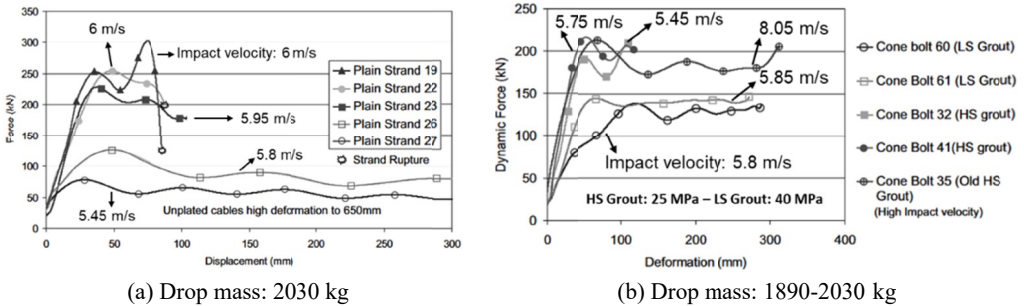 350
300
250
200
150
100
50
0
Force (kN)
0
50
100
150
200
250
300
Displacement (mm)
6 m/s
Impact velocity: 6 m/s
5.95 m/s
5.8 m/s
5.45 m/s
Unplated cables high deformation to 650mm
Plain Strand 19
Plain Strand 22
Plain Strand 23
Plain Strand 26
Plain Strand 27
Strand Rupture
(a) Drop mass: 2030 kg
250
200
150
100
50
0
Dynamic Force (kN)
0
100
200
300
400
Deformation (mm)
5.75 m/s
5.45 m/s
8.05 m/s
5.85 m/s
Impact velocity: 5.8 m/s
HS Grout: 25 MPa – LS Grout: 40 MPa
Cone bolt 60 (LS Grout)
Cone Bolt 61 (LS Grout)
Cone Bolt 32 (HS grout)
Cone Bolt 41(HS grout)
Cone Bolt 35 (Old HS
Grout)
(High Impact velocity)
(b) Drop mass: 1890-2030 kg